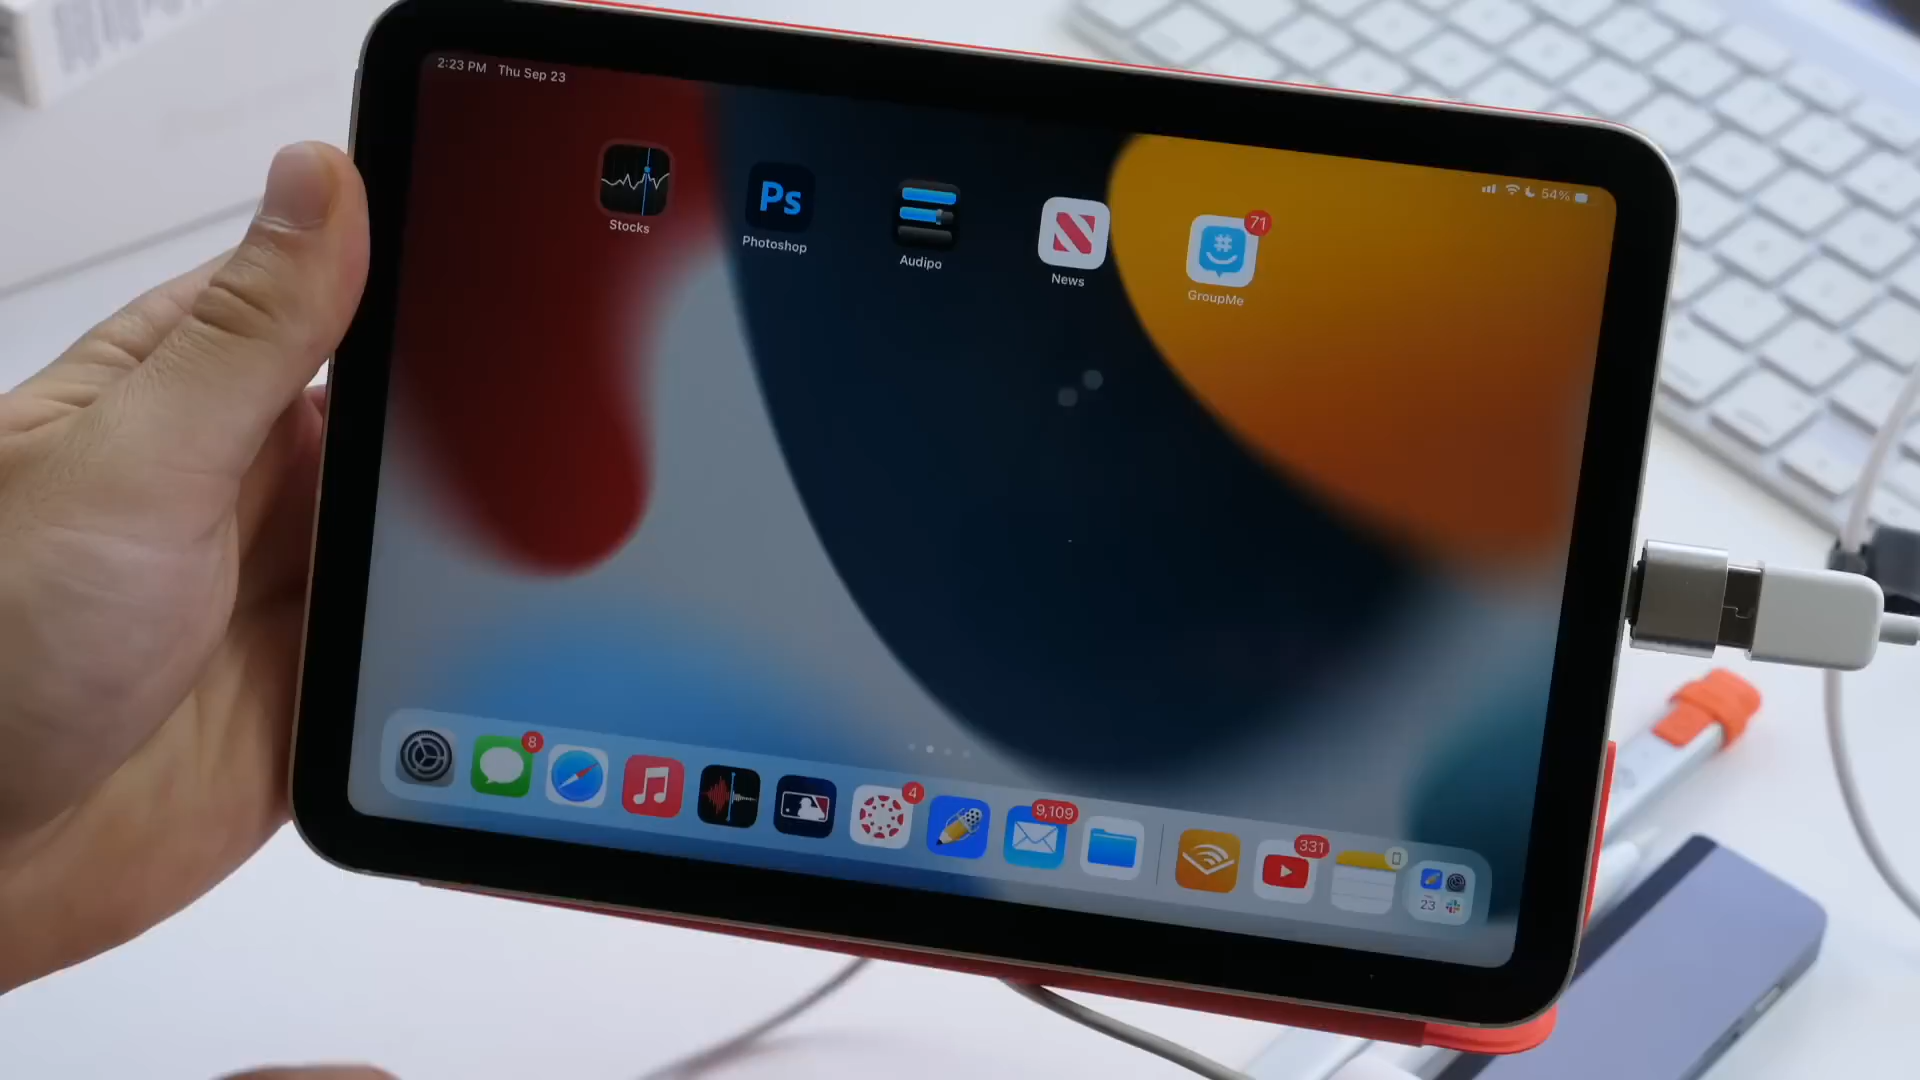 2:23 PM Thu Sep 23
54%
Stocks
Ps
Photoshop
Audipo
News
71
GroupMe
8
4
9,109
331
23